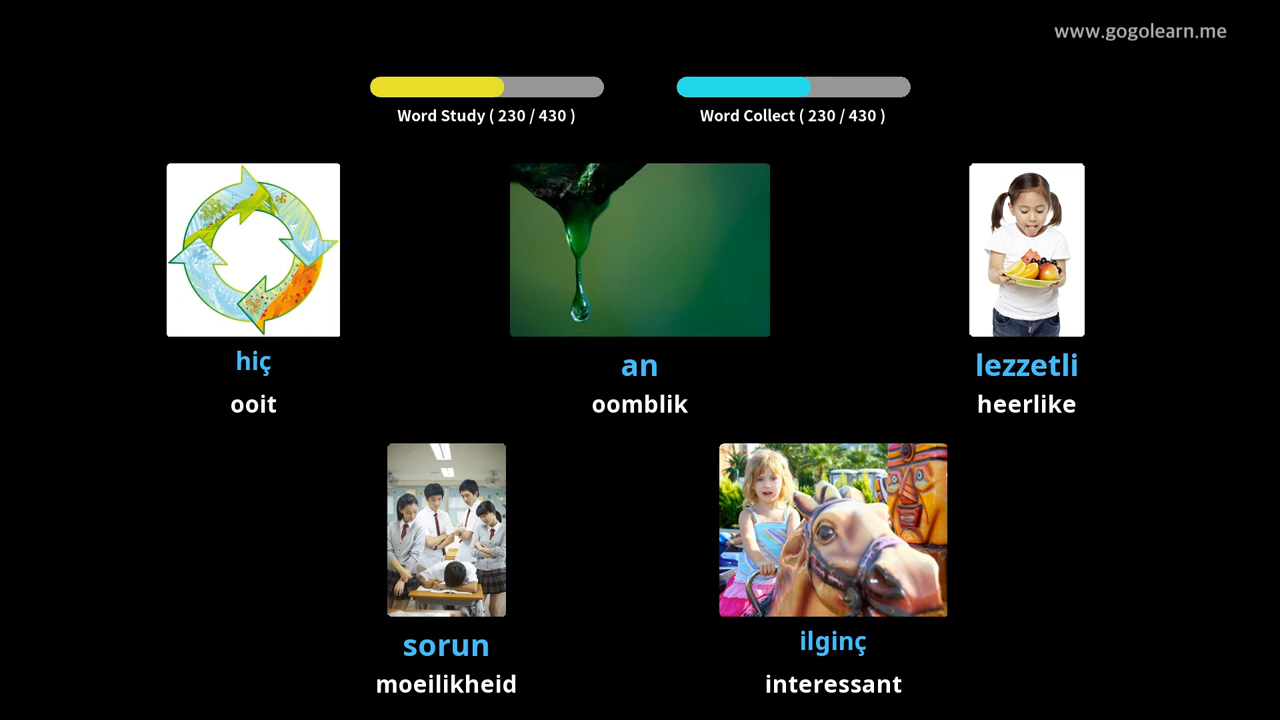 www.gogolearn.me
Word Study ( 230 / 430 )
Word Collect ( 230 / 430 )
hiç
ooit
an
oomblik
lezzetli
heerlike
sorun
moeilikheid
ilginç
interessant